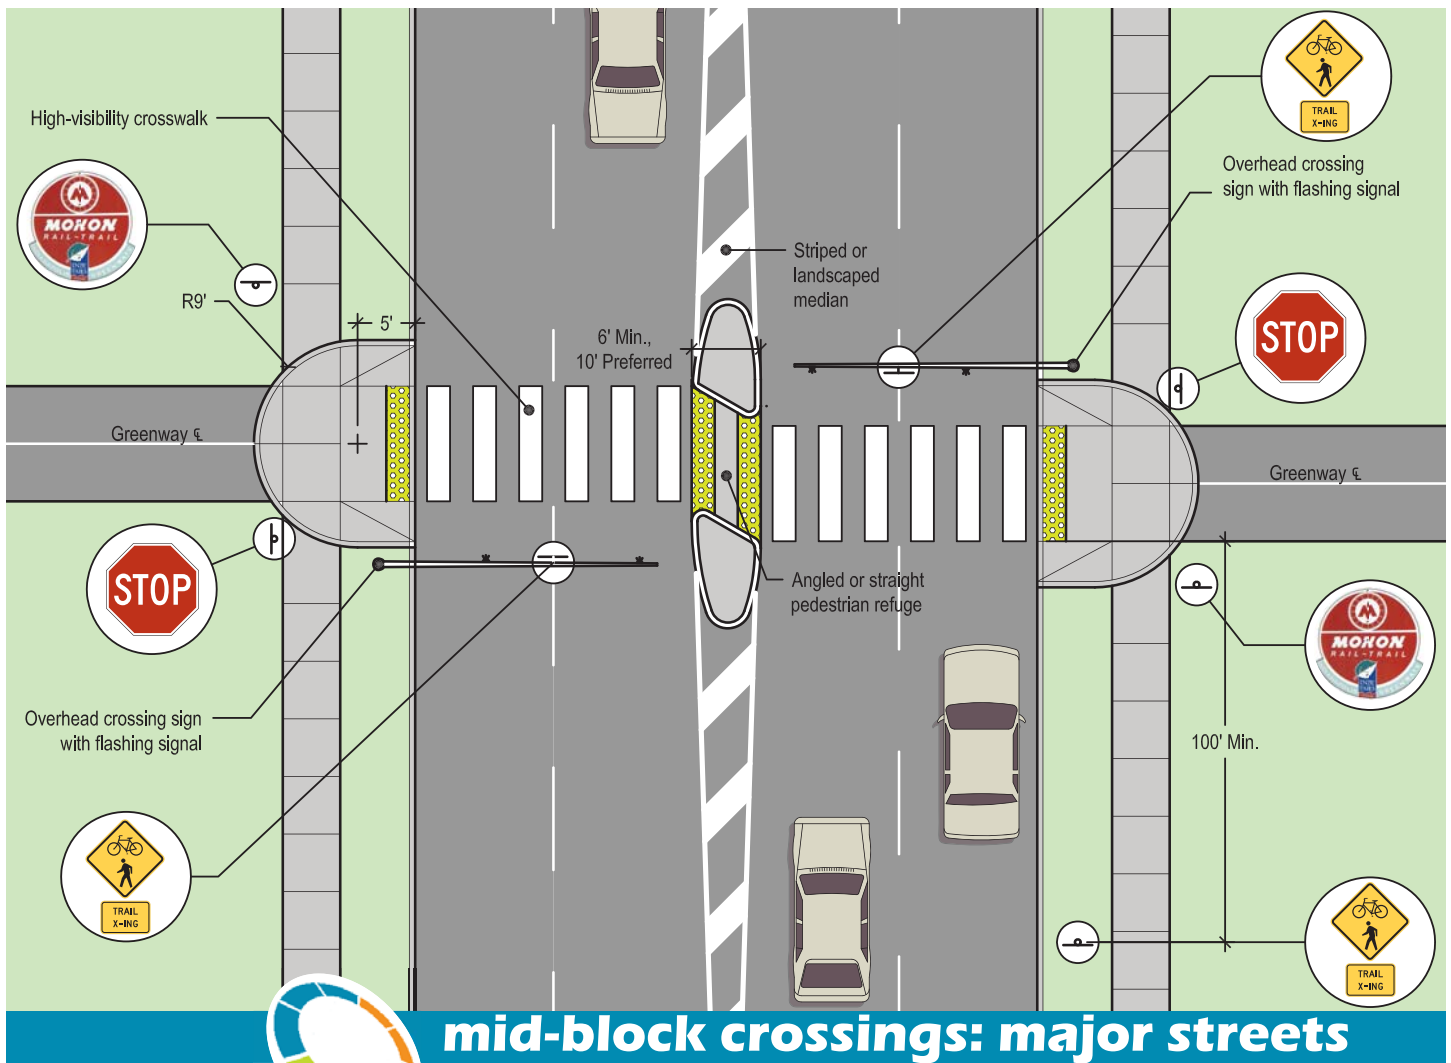 TRAIL
X-ING
High-visibility crosswalk
Overhead crossing
sign with flashing signal
MONON
RAIL-TRAIL
Striped or
landscaped
median
R9'
5'
6' Min.,
10' Preferred
STOP
Greenway ℄
Greenway ℄
STOP
Angled or straight
pedestrian refuge
MONON
RAIL-TRAIL
Overhead crossing sign
with flashing signal
100' Min.
TRAIL
X-ING
TRAIL
X-ING
mid-block crossings: major streets